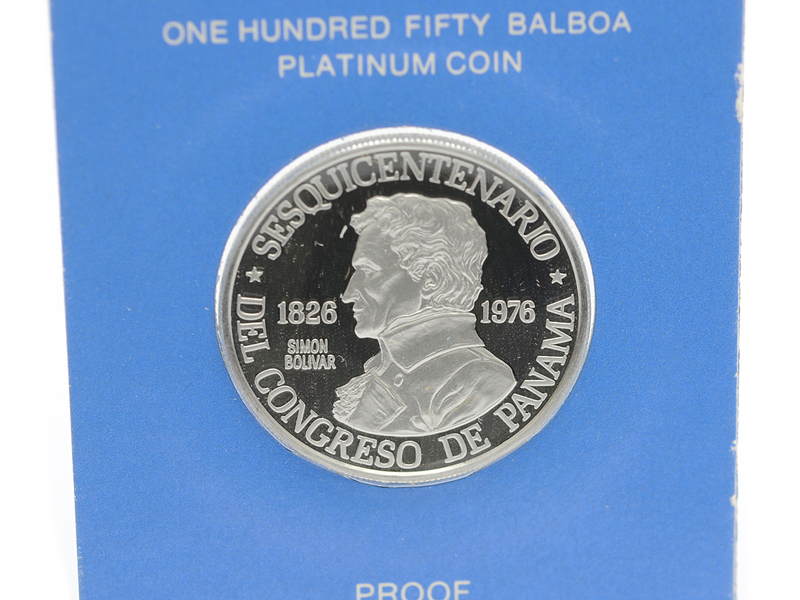 ONE HUNDRED FIFTY BALBOA
PLATINUM COIN
SESQUICENTENARIO
1826 1976
SIMON
BOLIVAR
DEL CONGRESO DE PANAMA
PROOF